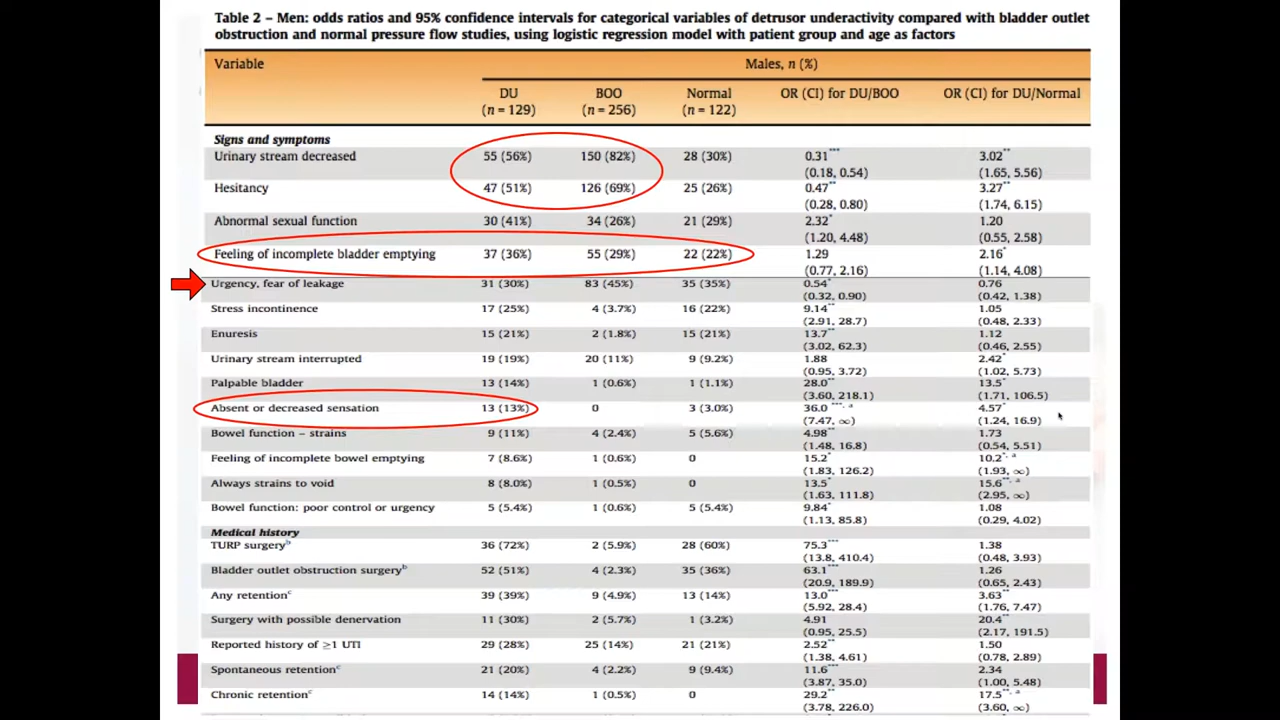 Table 2 – Men: odds ratios and 95% confidence intervals for categorical variables of detrusor underactivity compared with bladder outlet
obstruction and normal pressure flow studies, using logistic regression model with patient group and age as factors
Variable Males, n (%)
DU BOO Normal OR (CI) for DU/BOO OR (CI) for DU/Normal
(n = 129) (n = 256) (n = 122)
Signs and symptoms
Urinary stream decreased 55 (56%) 150 (82%) 28 (30%) 0.31*** 3.02**
(0.18, 0.54) (1.65, 5.56)
Hesitancy 47 (51%) 126 (69%) 25 (26%) 0.47** 3.27**
(0.28, 0.80) (1.74, 6.15)
Abnormal sexual function 30 (41%) 34 (26%) 21 (29%) 2.32* 1.20
(1.20, 4.48) (0.55, 2.58)
Feeling of incomplete bladder emptying 37 (36%) 55 (29%) 22 (22%) 1.29 2.16*
(0.77, 2.16) (1.14, 4.08)
Urgency, fear of leakage 31 (30%) 83 (45%) 35 (35%) 0.54* 0.76
(0.32, 0.90) (0.42, 1.38)
Stress incontinence 17 (25%) 4 (3.7%) 16 (22%) 9.14** 1.05
(2.91, 28.7) (0.48, 2.33)
Enuresis 15 (21%) 2 (1.8%) 15 (21%) 13.7** 1.12
(3.02, 62.3) (0.46, 2.55)
Urinary stream interrupted 19 (19%) 20 (11%) 9 (9.2%) 1.88 2.42*
(0.95, 3.72) (1.02, 5.73)
Palpable bladder 13 (14%) 1 (0.6%) 1 (1.1%) 28.0** 13.5*
(3.60, 218.1) (1.71, 106.5)
Absent or decreased sensation 13 (13%) 0 3 (3.0%) 36.0***, a 4.57*
(7.47, ∞) (1.24, 16.9)
Bowel function – strains 9 (11%) 4 (2.4%) 5 (5.6%) 4.98** 1.73
(1.48, 16.8) (0.54, 5.51)
Feeling of incomplete bowel emptying 7 (8.6%) 1 (0.6%) 0 15.2* 10.2*, a
(1.83, 126.2) (1.93, ∞)
Always strains to void 8 (8.0%) 1 (0.5%) 0 13.5* 15.6**, a
(1.63, 111.8) (2.95, ∞)
Bowel function: poor control or urgency 5 (5.4%) 1 (0.6%) 5 (5.4%) 9.84* 1.08
(1.13, 85.8) (0.29, 4.02)
Medical history
TURP surgeryb 36 (72%) 2 (5.9%) 28 (60%) 75.3*** 1.38
(13.8, 410.4) (0.48, 3.93)
Bladder outlet obstruction surgeryb 52 (51%) 4 (2.3%) 35 (36%) 63.1*** 1.26
(20.9, 189.9) (0.65, 2.43)
Any retentionc 39 (39%) 9 (4.9%) 13 (14%) 13.0*** 3.63**
(5.92, 28.4) (1.76, 7.47)
Surgery with possible denervation 11 (30%) 2 (5.7%) 1 (3.2%) 4.91 20.4**
(0.95, 25.5) (2.17, 191.5)
Reported history of ≥1 UTI 29 (28%) 25 (14%) 21 (21%) 2.52** 1.50
(1.38, 4.61) (0.78, 2.89)
Spontaneous retentionc 21 (20%) 4 (2.2%) 9 (9.4%) 11.6*** 2.34
(3.87, 35.0) (1.00, 5.48)
Chronic retentionc 14 (14%) 1 (0.5%) 0 29.2** 17.5**, a
(3.78, 226.0) (3.60, ∞)